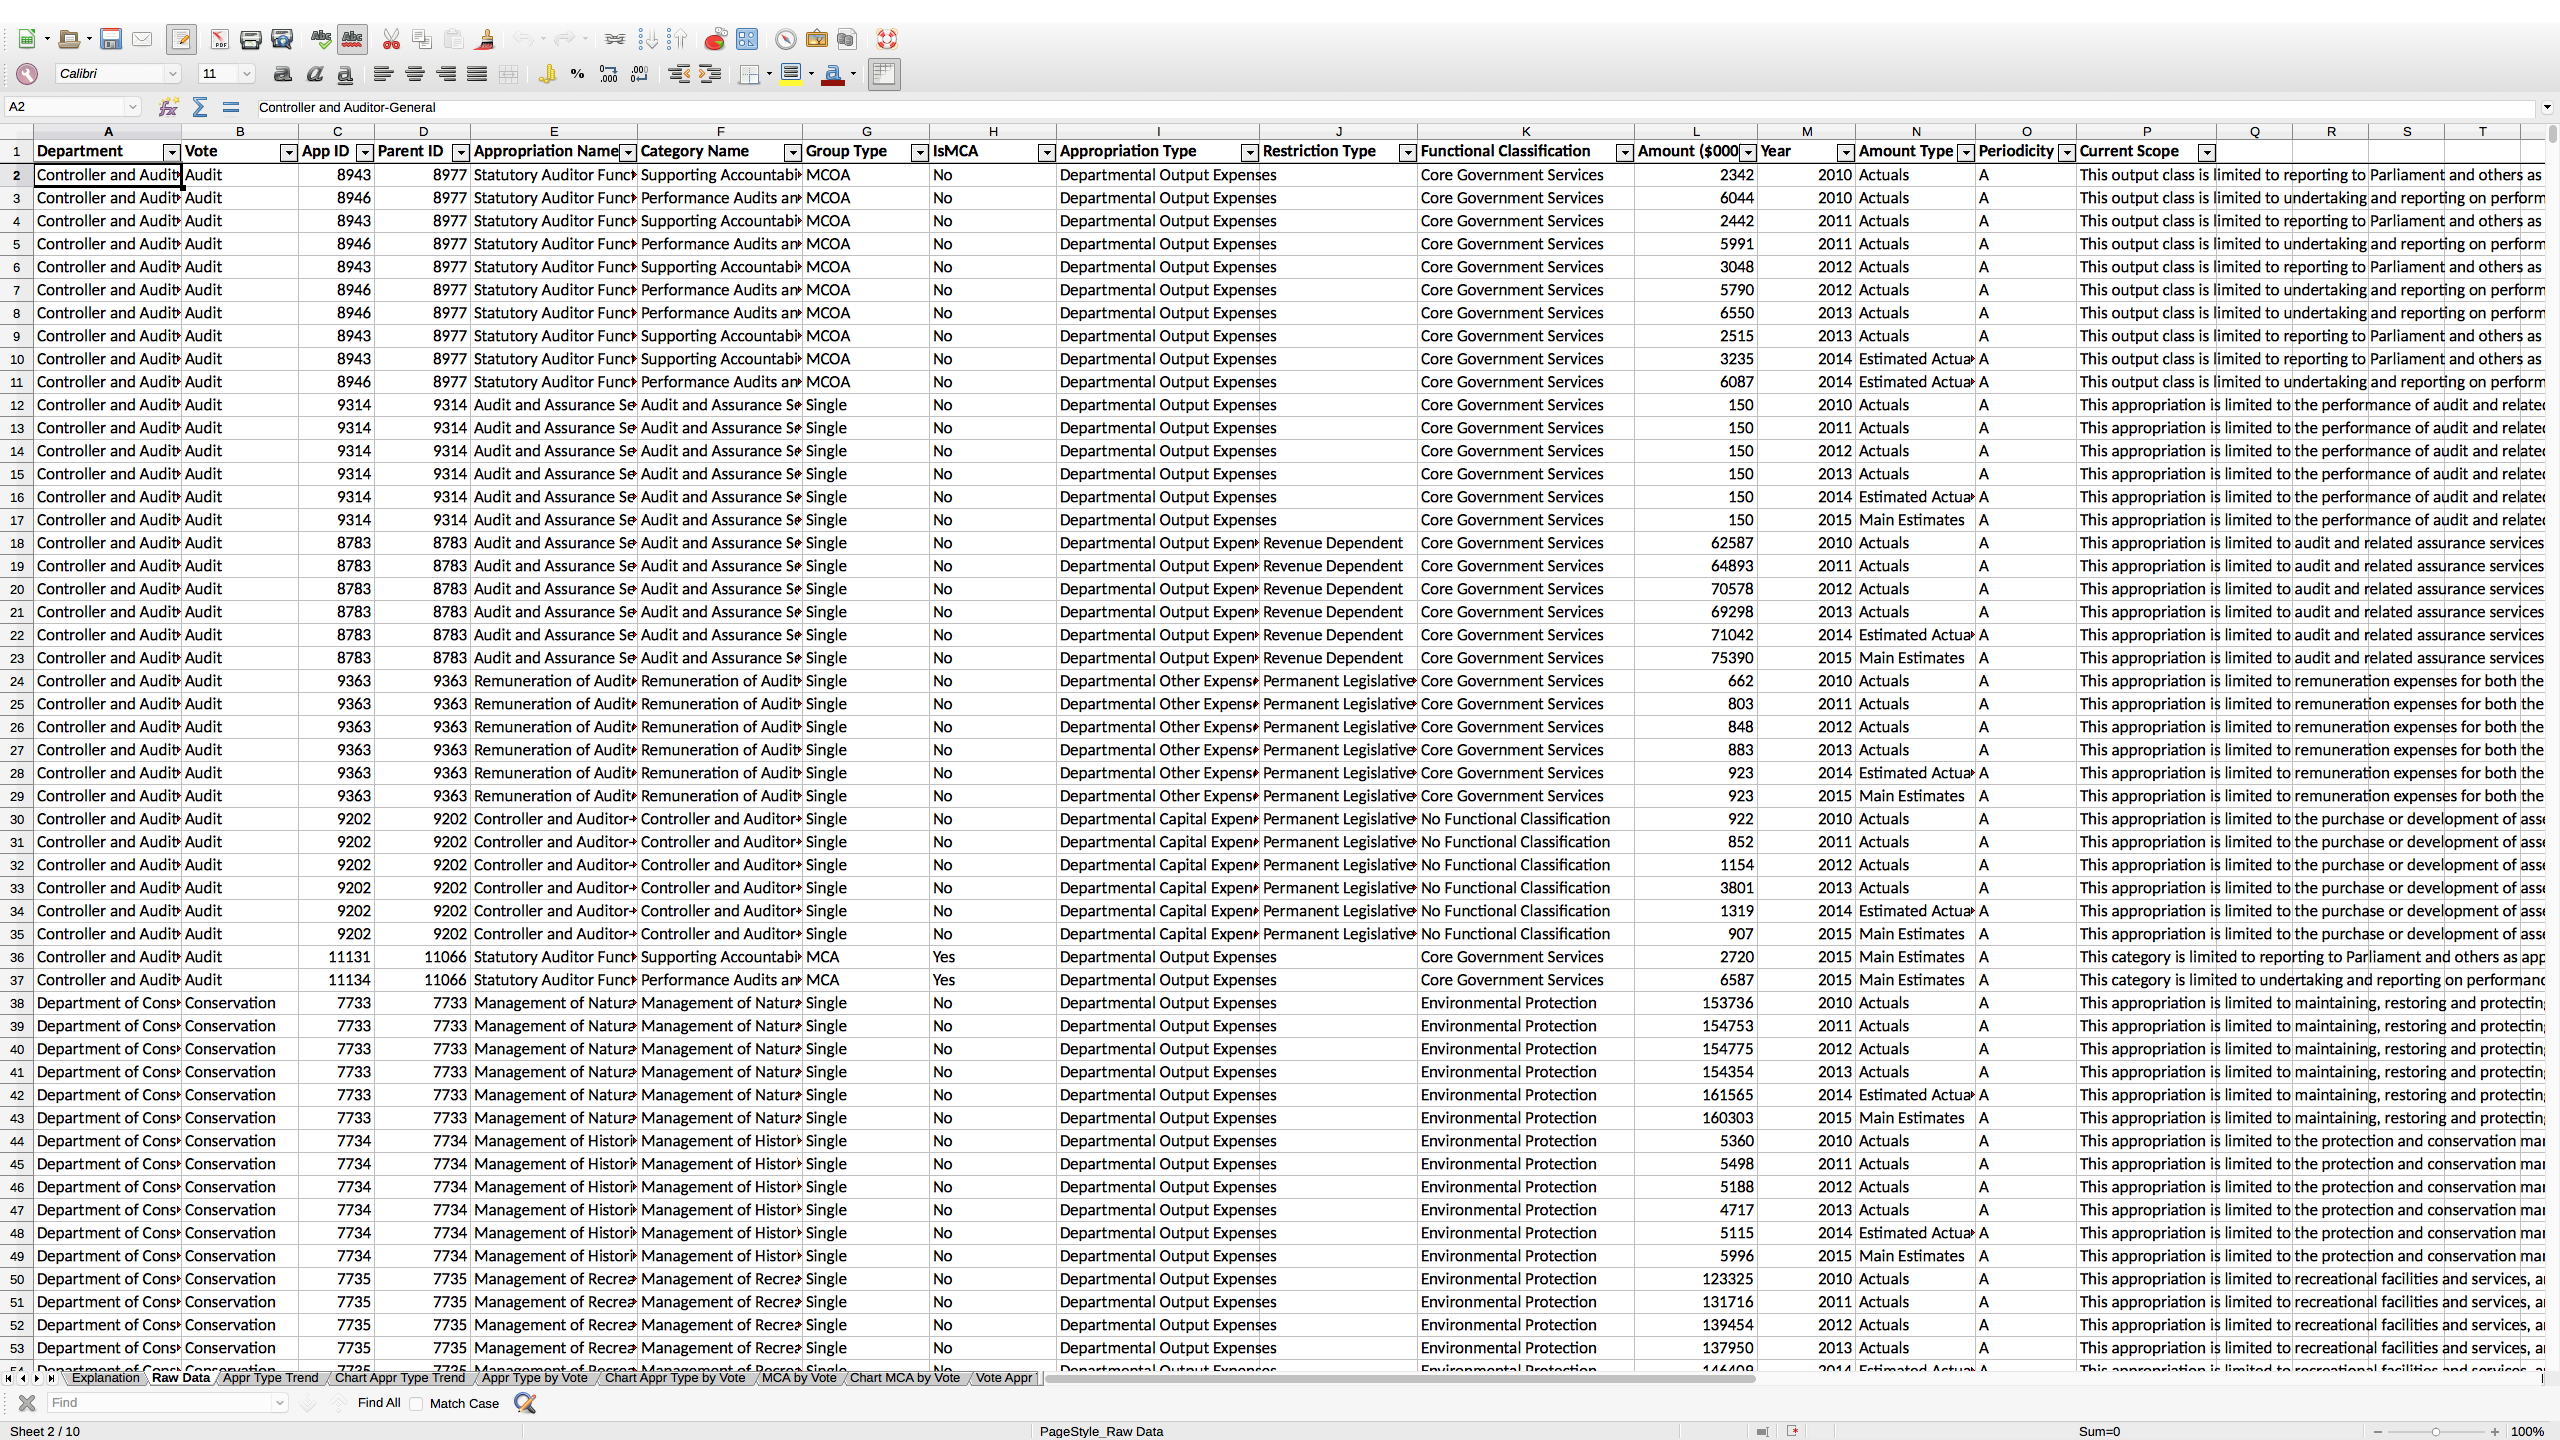 Calibri 11
A2 Controller and Auditor-General
A B C D E F G H I J K L M N O P Q R S T
1 Department Vote App ID Parent ID Appropriation Name Category Name Group Type IsMCA Appropriation Type Restriction Type Functional Classification Amount ($000 Year Amount Type Periodicity Current Scope
2 Controller and Audit Audit 8943 8977 Statutory Auditor Func Supporting Accountabi MCOA No Departmental Output Expenses Core Government Services 2342 2010 Actuals A This output class is limited to reporting to Parliament and others as
3 Controller and Audit Audit 8946 8977 Statutory Auditor Func Performance Audits an MCOA No Departmental Output Expenses Core Government Services 6044 2010 Actuals A This output class is limited to undertaking and reporting on perform
4 Controller and Audit Audit 8943 8977 Statutory Auditor Func Supporting Accountabi MCOA No Departmental Output Expenses Core Government Services 2442 2011 Actuals A This output class is limited to reporting to Parliament and others as
5 Controller and Audit Audit 8946 8977 Statutory Auditor Func Performance Audits an MCOA No Departmental Output Expenses Core Government Services 5991 2011 Actuals A This output class is limited to undertaking and reporting on perform
6 Controller and Audit Audit 8943 8977 Statutory Auditor Func Supporting Accountabi MCOA No Departmental Output Expenses Core Government Services 3048 2012 Actuals A This output class is limited to reporting to Parliament and others as
7 Controller and Audit Audit 8946 8977 Statutory Auditor Func Performance Audits an MCOA No Departmental Output Expenses Core Government Services 5790 2012 Actuals A This output class is limited to undertaking and reporting on perform
8 Controller and Audit Audit 8946 8977 Statutory Auditor Func Performance Audits an MCOA No Departmental Output Expenses Core Government Services 6550 2013 Actuals A This output class is limited to undertaking and reporting on perform
9 Controller and Audit Audit 8943 8977 Statutory Auditor Func Supporting Accountabi MCOA No Departmental Output Expenses Core Government Services 2515 2013 Actuals A This output class is limited to reporting to Parliament and others as
10 Controller and Audit Audit 8943 8977 Statutory Auditor Func Supporting Accountabi MCOA No Departmental Output Expenses Core Government Services 3235 2014 Estimated Actua A This output class is limited to reporting to Parliament and others as
11 Controller and Audit Audit 8946 8977 Statutory Auditor Func Performance Audits an MCOA No Departmental Output Expenses Core Government Services 6087 2014 Estimated Actua A This output class is limited to undertaking and reporting on perform
12 Controller and Audit Audit 9314 9314 Audit and Assurance Se Audit and Assurance Se Single No Departmental Output Expenses Core Government Services 150 2010 Actuals A This appropriation is limited to the performance of audit and related
13 Controller and Audit Audit 9314 9314 Audit and Assurance Se Audit and Assurance Se Single No Departmental Output Expenses Core Government Services 150 2011 Actuals A This appropriation is limited to the performance of audit and related
14 Controller and Audit Audit 9314 9314 Audit and Assurance Se Audit and Assurance Se Single No Departmental Output Expenses Core Government Services 150 2012 Actuals A This appropriation is limited to the performance of audit and related
15 Controller and Audit Audit 9314 9314 Audit and Assurance Se Audit and Assurance Se Single No Departmental Output Expenses Core Government Services 150 2013 Actuals A This appropriation is limited to the performance of audit and related
16 Controller and Audit Audit 9314 9314 Audit and Assurance Se Audit and Assurance Se Single No Departmental Output Expenses Core Government Services 150 2014 Estimated Actua A This appropriation is limited to the performance of audit and related
17 Controller and Audit Audit 9314 9314 Audit and Assurance Se Audit and Assurance Se Single No Departmental Output Expenses Core Government Services 150 2015 Main Estimates A This appropriation is limited to the performance of audit and related
18 Controller and Audit Audit 8783 8783 Audit and Assurance Se Audit and Assurance Se Single No Departmental Output Expen Revenue Dependent Core Government Services 62587 2010 Actuals A This appropriation is limited to audit and related assurance services
19 Controller and Audit Audit 8783 8783 Audit and Assurance Se Audit and Assurance Se Single No Departmental Output Expen Revenue Dependent Core Government Services 64893 2011 Actuals A This appropriation is limited to audit and related assurance services
20 Controller and Audit Audit 8783 8783 Audit and Assurance Se Audit and Assurance Se Single No Departmental Output Expen Revenue Dependent Core Government Services 70578 2012 Actuals A This appropriation is limited to audit and related assurance services
21 Controller and Audit Audit 8783 8783 Audit and Assurance Se Audit and Assurance Se Single No Departmental Output Expen Revenue Dependent Core Government Services 69298 2013 Actuals A This appropriation is limited to audit and related assurance services
22 Controller and Audit Audit 8783 8783 Audit and Assurance Se Audit and Assurance Se Single No Departmental Output Expen Revenue Dependent Core Government Services 71042 2014 Estimated Actua A This appropriation is limited to audit and related assurance services
23 Controller and Audit Audit 8783 8783 Audit and Assurance Se Audit and Assurance Se Single No Departmental Output Expen Revenue Dependent Core Government Services 75390 2015 Main Estimates A This appropriation is limited to audit and related assurance services
24 Controller and Audit Audit 9363 9363 Remuneration of Audit Remuneration of Audit Single No Departmental Other Expens Permanent Legislative Core Government Services 662 2010 Actuals A This appropriation is limited to remuneration expenses for both the
25 Controller and Audit Audit 9363 9363 Remuneration of Audit Remuneration of Audit Single No Departmental Other Expens Permanent Legislative Core Government Services 803 2011 Actuals A This appropriation is limited to remuneration expenses for both the
26 Controller and Audit Audit 9363 9363 Remuneration of Audit Remuneration of Audit Single No Departmental Other Expens Permanent Legislative Core Government Services 848 2012 Actuals A This appropriation is limited to remuneration expenses for both the
27 Controller and Audit Audit 9363 9363 Remuneration of Audit Remuneration of Audit Single No Departmental Other Expens Permanent Legislative Core Government Services 883 2013 Actuals A This appropriation is limited to remuneration expenses for both the
28 Controller and Audit Audit 9363 9363 Remuneration of Audit Remuneration of Audit Single No Departmental Other Expens Permanent Legislative Core Government Services 923 2014 Estimated Actua A This appropriation is limited to remuneration expenses for both the
29 Controller and Audit Audit 9363 9363 Remuneration of Audit Remuneration of Audit Single No Departmental Other Expens Permanent Legislative Core Government Services 923 2015 Main Estimates A This appropriation is limited to remuneration expenses for both the
30 Controller and Audit Audit 9202 9202 Controller and Auditor- Controller and Auditor- Single No Departmental Capital Expen Permanent Legislative No Functional Classification 922 2010 Actuals A This appropriation is limited to the purchase or development of asse
31 Controller and Audit Audit 9202 9202 Controller and Auditor- Controller and Auditor- Single No Departmental Capital Expen Permanent Legislative No Functional Classification 852 2011 Actuals A This appropriation is limited to the purchase or development of asse
32 Controller and Audit Audit 9202 9202 Controller and Auditor- Controller and Auditor- Single No Departmental Capital Expen Permanent Legislative No Functional Classification 1154 2012 Actuals A This appropriation is limited to the purchase or development of asse
33 Controller and Audit Audit 9202 9202 Controller and Auditor- Controller and Auditor- Single No Departmental Capital Expen Permanent Legislative No Functional Classification 3801 2013 Actuals A This appropriation is limited to the purchase or development of asse
34 Controller and Audit Audit 9202 9202 Controller and Auditor- Controller and Auditor- Single No Departmental Capital Expen Permanent Legislative No Functional Classification 1319 2014 Estimated Actua A This appropriation is limited to the purchase or development of asse
35 Controller and Audit Audit 9202 9202 Controller and Auditor- Controller and Auditor- Single No Departmental Capital Expen Permanent Legislative No Functional Classification 907 2015 Main Estimates A This appropriation is limited to the purchase or development of asse
36 Controller and Audit Audit 11131 11066 Statutory Auditor Func Supporting Accountabi MCA Yes Departmental Output Expenses Core Government Services 2720 2015 Main Estimates A This category is limited to reporting to Parliament and others as app
37 Controller and Audit Audit 11134 11066 Statutory Auditor Func Performance Audits an MCA Yes Departmental Output Expenses Core Government Services 6587 2015 Main Estimates A This category is limited to undertaking and reporting on performanc
38 Department of Cons Conservation 7733 7733 Management of Natura Management of Natura Single No Departmental Output Expenses Environmental Protection 153736 2010 Actuals A This appropriation is limited to maintaining, restoring and protecting
39 Department of Cons Conservation 7733 7733 Management of Natura Management of Natura Single No Departmental Output Expenses Environmental Protection 154753 2011 Actuals A This appropriation is limited to maintaining, restoring and protecting
40 Department of Cons Conservation 7733 7733 Management of Natura Management of Natura Single No Departmental Output Expenses Environmental Protection 154775 2012 Actuals A This appropriation is limited to maintaining, restoring and protecting
41 Department of Cons Conservation 7733 7733 Management of Natura Management of Natura Single No Departmental Output Expenses Environmental Protection 154354 2013 Actuals A This appropriation is limited to maintaining, restoring and protecting
42 Department of Cons Conservation 7733 7733 Management of Natura Management of Natura Single No Departmental Output Expenses Environmental Protection 161565 2014 Estimated Actua A This appropriation is limited to maintaining, restoring and protecting
43 Department of Cons Conservation 7733 7733 Management of Natura Management of Natura Single No Departmental Output Expenses Environmental Protection 160303 2015 Main Estimates A This appropriation is limited to maintaining, restoring and protecting
44 Department of Cons Conservation 7734 7734 Management of Histori Management of Histor Single No Departmental Output Expenses Environmental Protection 5360 2010 Actuals A This appropriation is limited to the protection and conservation mai
45 Department of Cons Conservation 7734 7734 Management of Histori Management of Histor Single No Departmental Output Expenses Environmental Protection 5498 2011 Actuals A This appropriation is limited to the protection and conservation mai
46 Department of Cons Conservation 7734 7734 Management of Histori Management of Histor Single No Departmental Output Expenses Environmental Protection 5188 2012 Actuals A This appropriation is limited to the protection and conservation mai
47 Department of Cons Conservation 7734 7734 Management of Histori Management of Histor Single No Departmental Output Expenses Environmental Protection 4717 2013 Actuals A This appropriation is limited to the protection and conservation mai
48 Department of Cons Conservation 7734 7734 Management of Histori Management of Histor Single No Departmental Output Expenses Environmental Protection 5115 2014 Estimated Actua A This appropriation is limited to the protection and conservation mai
49 Department of Cons Conservation 7734 7734 Management of Histori Management of Histor Single No Departmental Output Expenses Environmental Protection 5996 2015 Main Estimates A This appropriation is limited to the protection and conservation mai
50 Department of Cons Conservation 7735 7735 Management of Recrea Management of Recrea Single No Departmental Output Expenses Environmental Protection 123325 2010 Actuals A This appropriation is limited to recreational facilities and services, a
51 Department of Cons Conservation 7735 7735 Management of Recrea Management of Recrea Single No Departmental Output Expenses Environmental Protection 131716 2011 Actuals A This appropriation is limited to recreational facilities and services, a
52 Department of Cons Conservation 7735 7735 Management of Recrea Management of Recrea Single No Departmental Output Expenses Environmental Protection 139454 2012 Actuals A This appropriation is limited to recreational facilities and services, a
53 Department of Cons Conservation 7735 7735 Management of Recrea Management of Recrea Single No Departmental Output Expenses Environmental Protection 137950 2013 Actuals A This appropriation is limited to recreational facilities and services, a
Explanation Raw Data Appr Type Trend Chart Appr Type Trend Appr Type by Vote Chart Appr Type by Vote MCA by Vote Chart MCA by Vote Vote Appr
Find Find All Match Case
Sheet 2 / 10 PageStyle_Raw Data Sum=0 100%